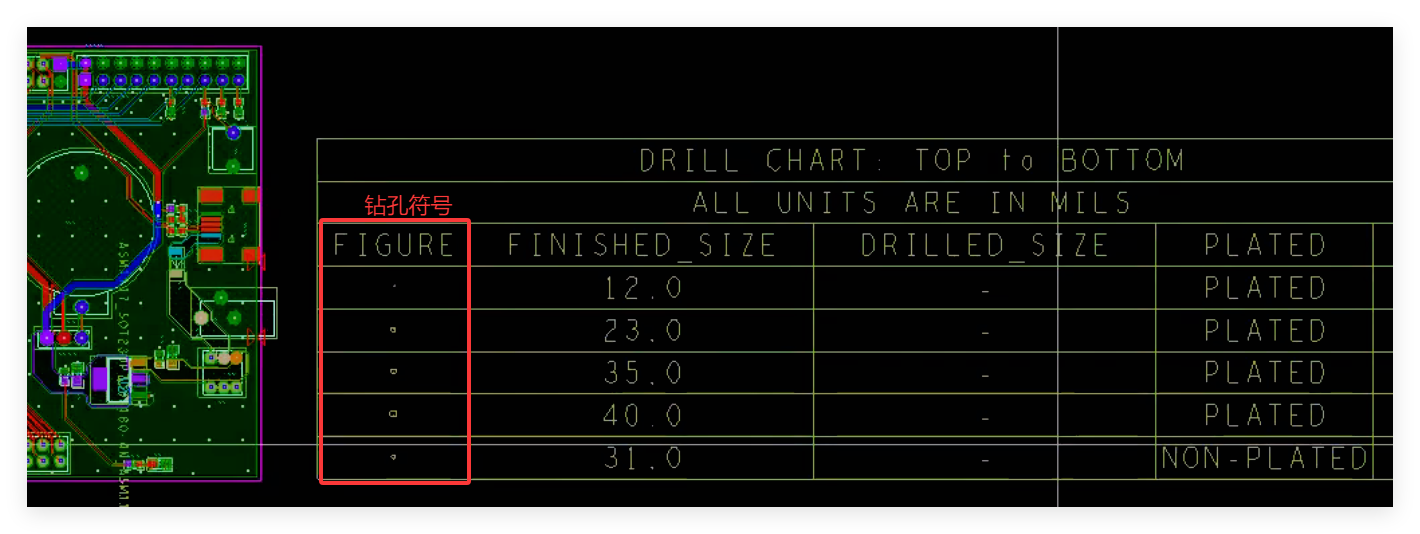 DRILL CHART: TOP to BOTTOM
ALL UNITS ARE IN MILS
钻孔符号
FIGURE FINISHED_SIZE DRILLED_SIZE PLATED
12.0 - PLATED
23.0 - PLATED
35.0 - PLATED
40.0 - PLATED
31.0 - NON-PLATED